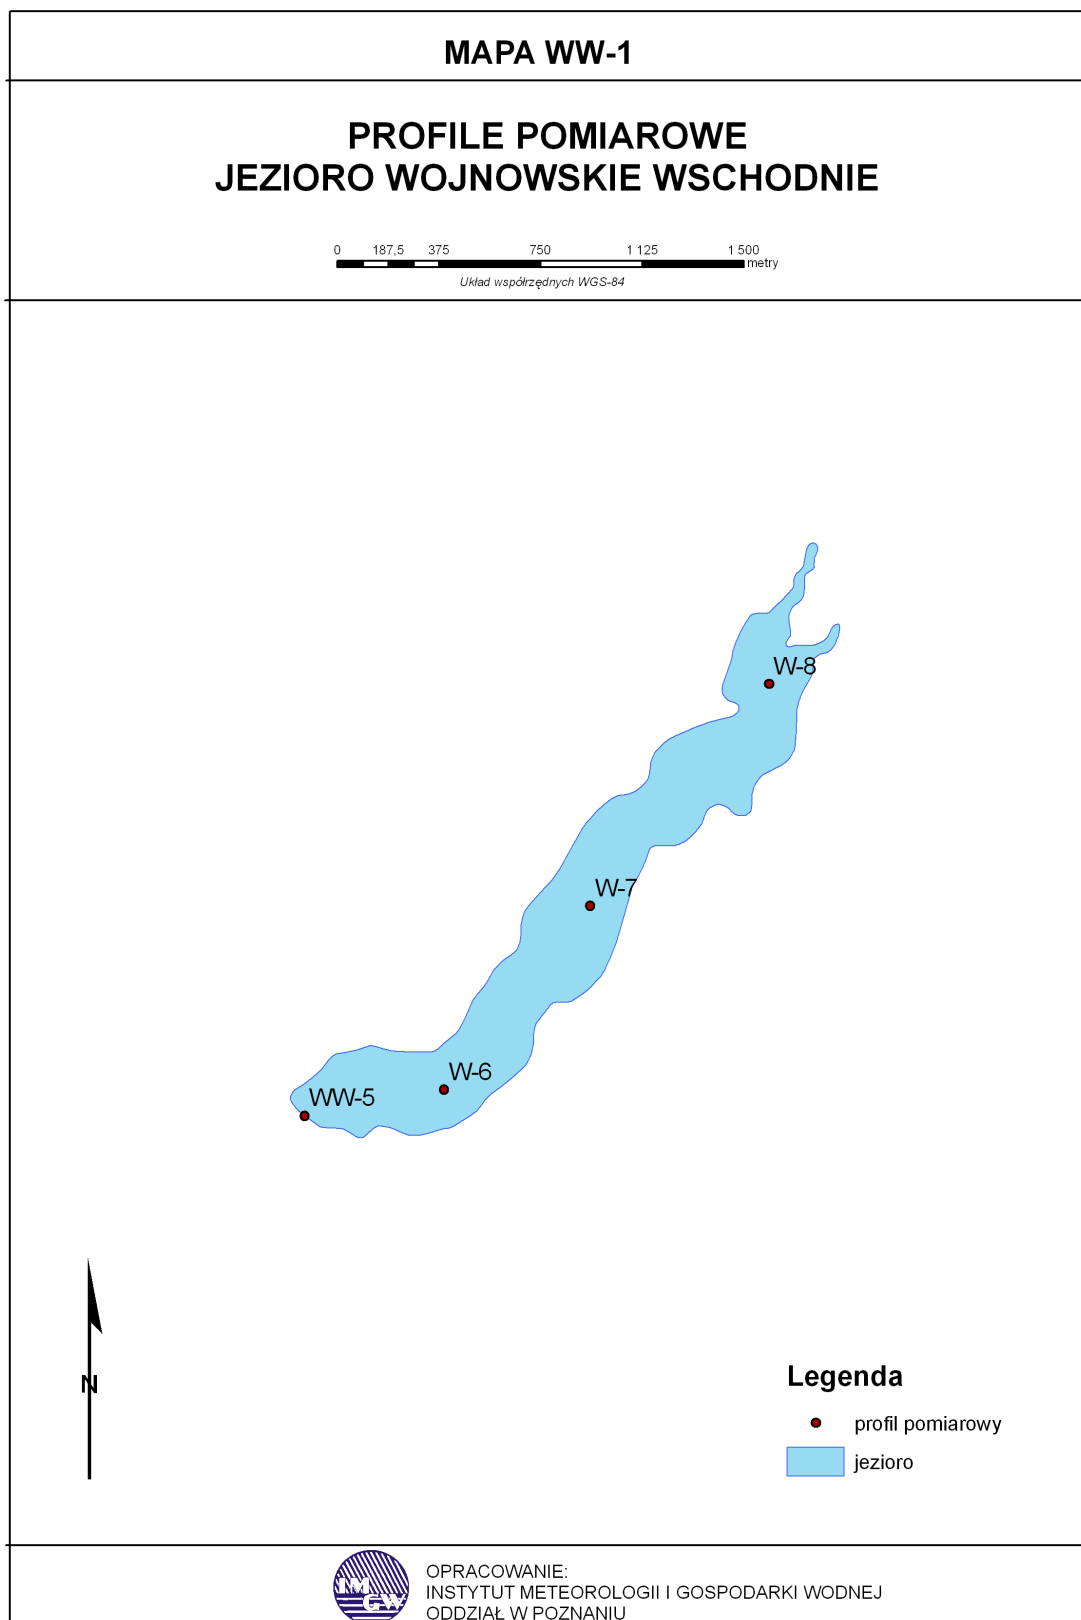 MAPA WW-1
PROFILE POMIAROWE
JEZIORO WOJNOWSKIE WSCHODNIE
0 187,5 375 750 1 125 1 500
metry
Układ współrzędnych WGS-84
W-8
W-7
W-6
WW-5
N
Legenda
profil pomiarowy
jezioro
IM
GW
OPRACOWANIE:
INSTYTUT METEOROLOGII I GOSPODARKI WODNEJ
ODDZIAŁ W POZNANIU